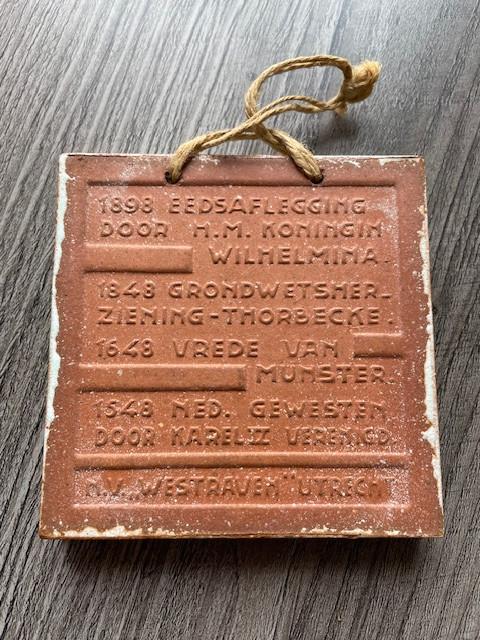 1898 EEDSAFLEGGING
DOOR H.M. KONINGIN
WILHELMINA.
1848 GRONDWETSHER-
ZIENING-THORBECKE.
1648 VREDE VAN
MUNSTER.
1548 NED. GEWESTEN
DOOR KAREL V VERENIGD
N.V. „WESTRAVEN" UTRECHT